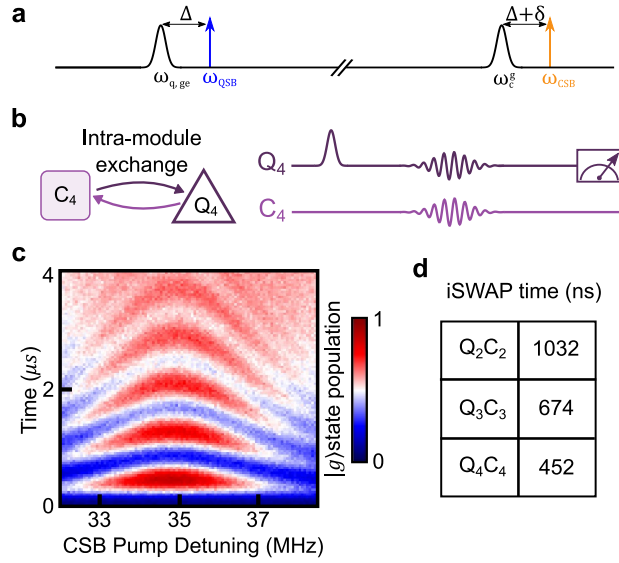 a
Δ
Δ+δ
ω_q, ge
ω_QSB
ω_c^g
ω_CSB
b
Intra-module
exchange
C₄
Q₄
Q₄
C₄
c
4
2
0
Time (μs)
33
35
37
CSB Pump Detuning (MHz)
1
0
|g⟩state population
d
iSWAP time (ns)
Q₂C₂ 1032
Q₃C₃ 674
Q₄C₄ 452